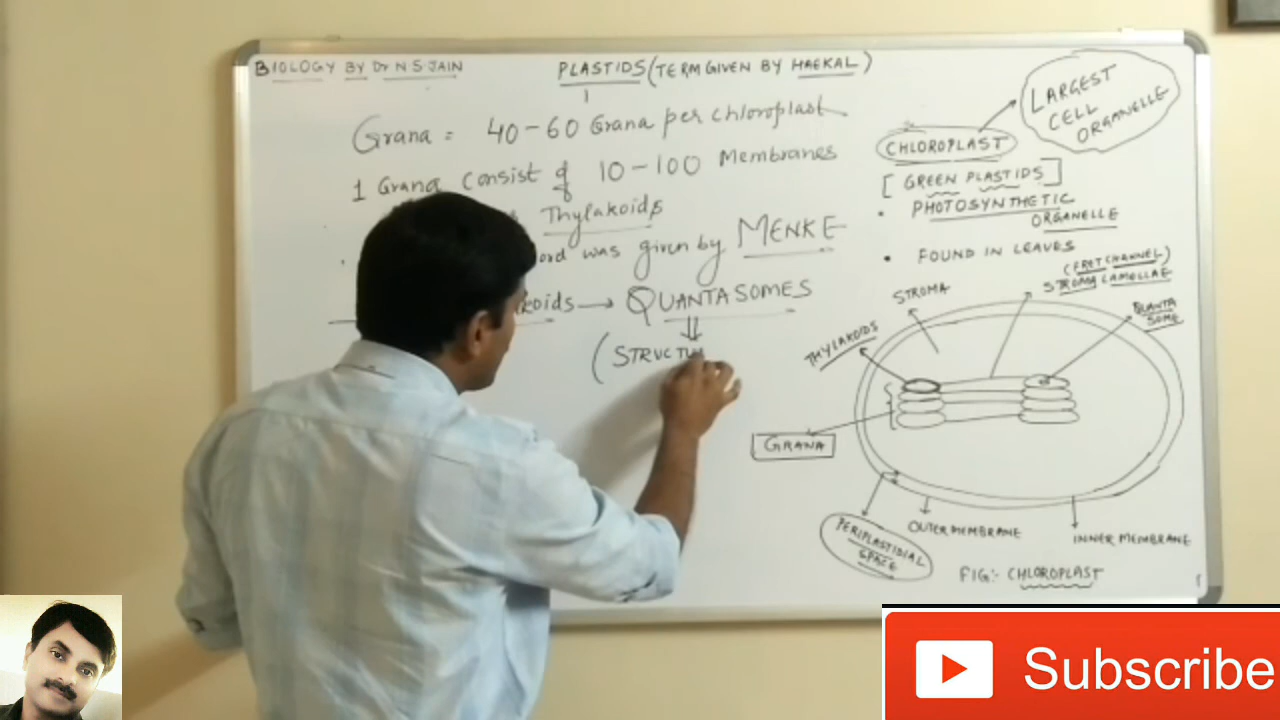 BIOLOGY BY Dr N S JAIN
PLASTIDS (TERM GIVEN BY HAEKAL)
Grana = 40-60 Grana per chloroplast
1 Grana consist of 10-100 Membranes
Thylakoids
was given by MENKE
→ QUANTASOMES
(STRUCTU
LARGEST
CELL
ORGANELLE
CHLOROPLAST
[GREEN PLASTIDS]
• PHOTOSYNTHETIC
ORGANELLE
• FOUND IN LEAVES
(FRET CHANNEL)
STROMA LAMELLAE
STROMA
QUANTA
SOME
THYLAKOIDS
GRANA
PERIPLASTIDIAL
SPACE
OUTER MEMBRANE
INNER MEMBRANE
FIG:- CHLOROPLAST
Subscribe